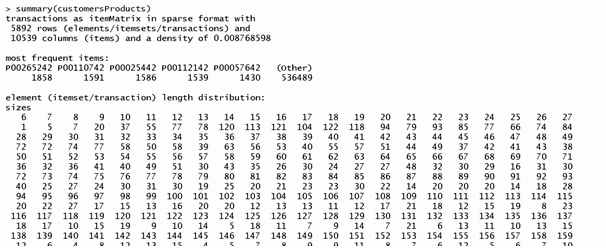 > summary(customersProducts)
transactions as itemMatrix in sparse format with
5892 rows (elements/itemsets/transactions) and
10539 columns (items) and a density of 0.008768598
most frequent items:
P00265242 P00110742 P00025442 P00112142 P00057642 (Other)
1858 1591 1586 1539 1430 536489
element (itemset/transaction) length distribution:
sizes
6 7 8 9 10 11 12 13 14 15 16 17 18 19 20 21 22 23 24 25 26 27
1 5 7 20 37 55 77 78 120 113 121 104 122 118 94 93 85 77 66 74 84
28 29 30 31 32 33 34 35 36 37 38 39 40 41 42 43 44 45 46 47 48 49
72 72 74 77 58 50 58 39 63 56 53 40 55 57 51 44 49 37 42 41 43 38
50 51 52 53 54 55 56 57 58 59 60 61 62 63 64 65 66 67 68 69 70 71
36 32 36 41 40 49 51 30 43 35 26 30 24 27 27 48 32 30 29 16 31 30
72 73 74 75 76 77 78 79 80 81 82 83 84 85 86 87 88 89 90 91 92 93
40 25 27 24 30 31 30 19 25 20 21 23 23 30 22 14 20 20 20 14 18 28
94 95 96 97 98 99 100 101 102 103 104 105 106 107 108 109 110 111 112 113 114 115
20 22 27 17 15 13 16 20 20 12 13 13 11 12 17 12 18 12 15 19 8 23
116 117 118 119 120 121 122 123 124 125 126 127 128 129 130 131 132 133 134 135 136 137
18 17 10 15 19 9 10 14 5 18 11 7 9 14 7 21 6 13 11 10 13 15
138 139 140 141 142 143 144 145 146 147 148 149 150 151 152 153 154 155 156 157 158 159